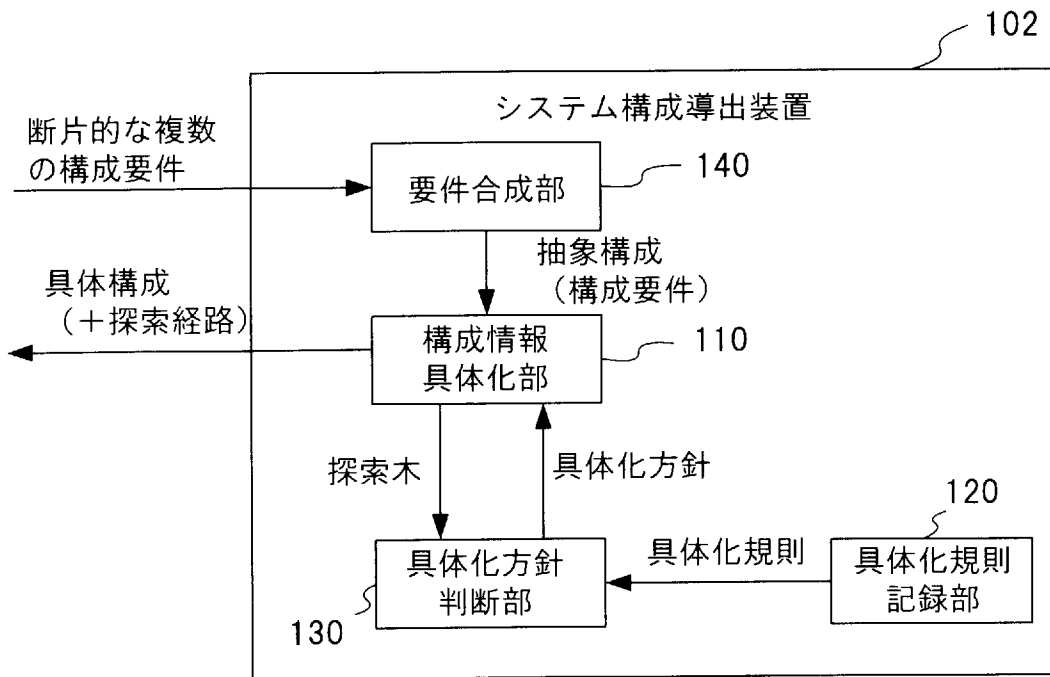 102
システム構成導出装置
断片的な複数
の構成要件
要件合成部
140
抽象構成
(構成要件)
具体構成
(+探索経路)
構成情報
具体化部
110
探索木
具体化方針
120
具体化方針
判断部
130
具体化規則
具体化規則
記録部